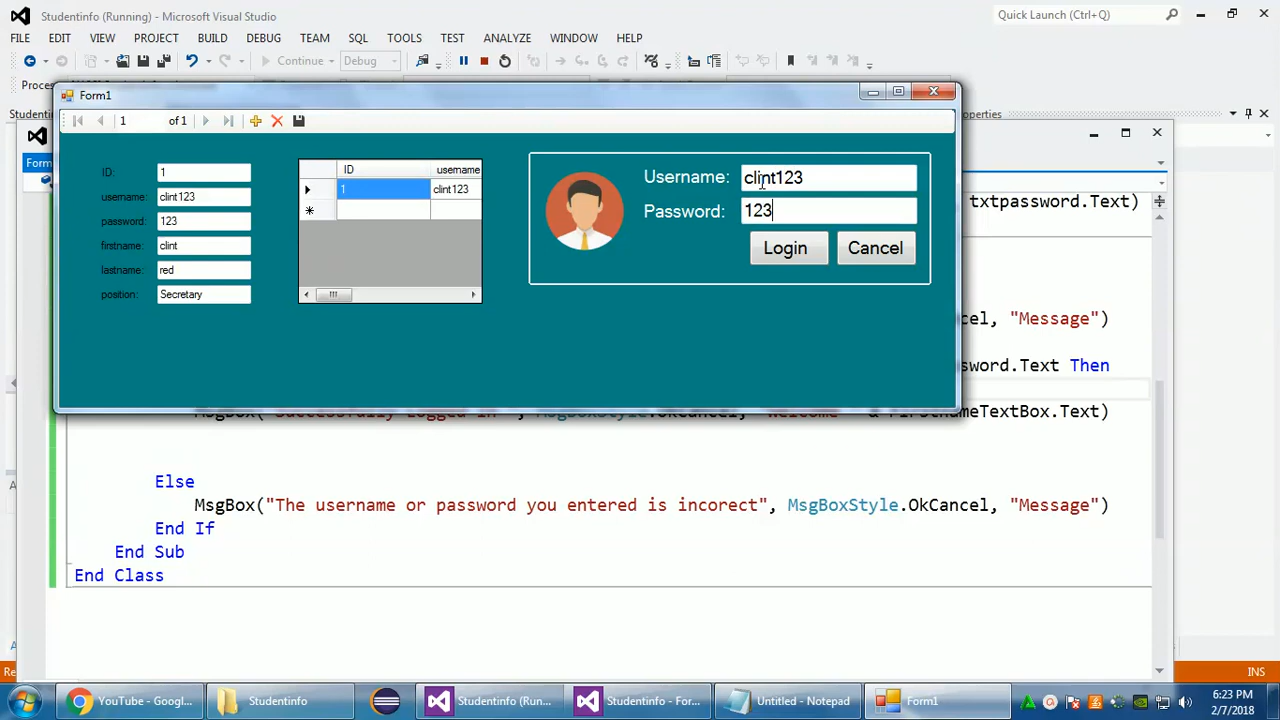 Studentinfo (Running) - Microsoft Visual Studio
Quick Launch (Ctrl+Q)
FILE EDIT VIEW PROJECT BUILD DEBUG TEAM SQL TOOLS TEST ANALYZE WINDOW HELP
Continue
Debug
Form1
1 of 1
ID: 1
username: clint123
password: 123
firstname: clint
lastname: red
position: Secretary
ID username
1 clint123
Username: clint123
Password: 123
Login Cancel
Form
txtpassword.Text)
cel, "Message")
sword.Text Then
Else
MsgBox("The username or password you entered is incorect", MsgBoxStyle.OkCancel, "Message")
End If
End Sub
End Class
INS
YouTube - Googl...
Studentinfo
Studentinfo (Run...
Studentinfo - For...
Untitled - Notepad
Form1
6:23 PM
2/7/2018